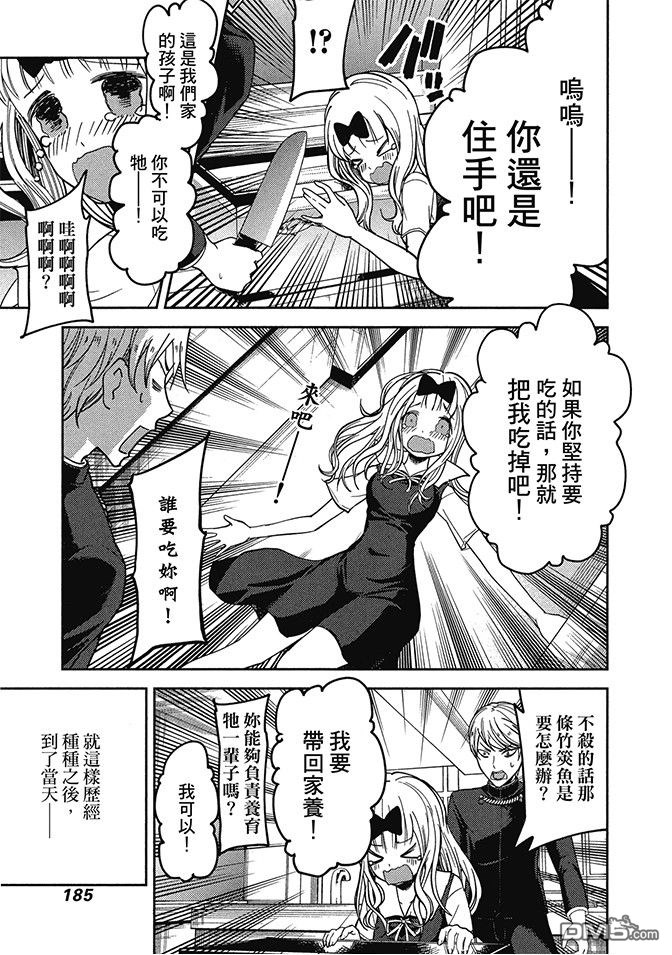 嗚嗚——！
你還是
住手吧！
!?
這是我們家
的孩子啊！
你不可以吃
牠——！
哇啊啊啊啊
啊啊啊？
如果你堅持要
吃的話，那就
把我吃掉吧！
來吧——！
誰要吃妳啊！
不殺的話那
條竹筴魚是
要怎麼辦？
我要
帶回家養！
妳能夠負責養育
牠一輩子嗎？
我可以！
就這樣歷經
種種之後，
到了當天——
185
DM5.com